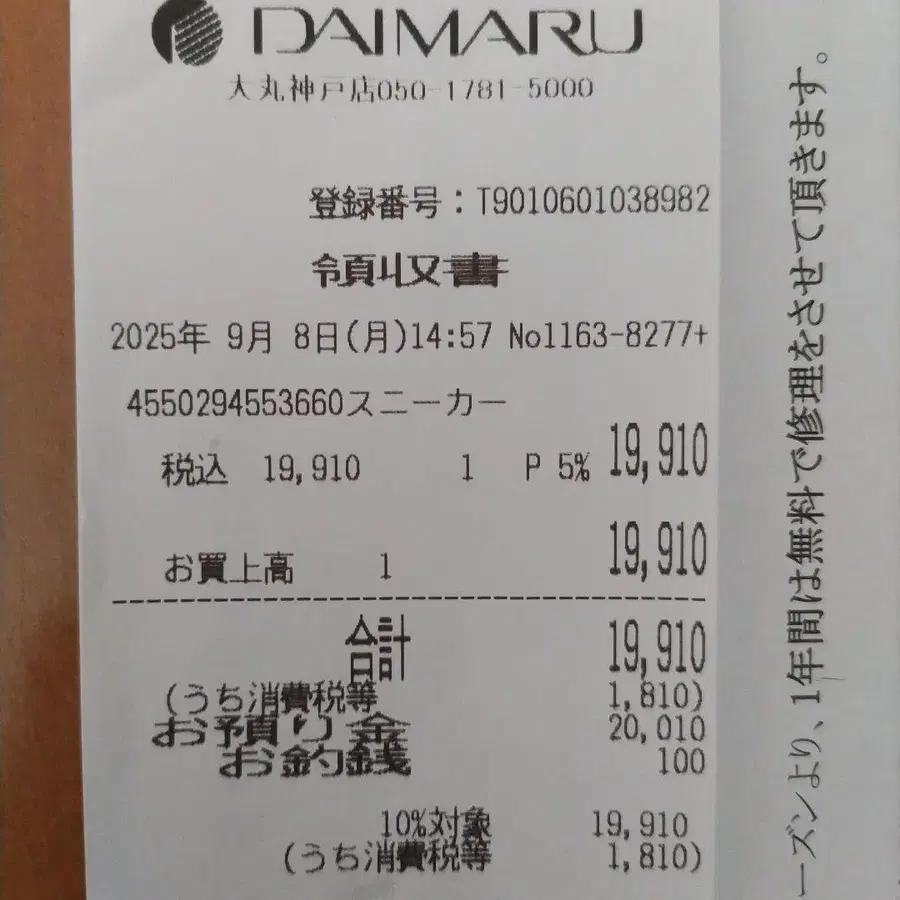 DAIMARU
大丸神戸店050-1781-5000
登録番号：T9010601038982
領収書
2025年 9月 8日(月)14:57 No1163-8277+
4550294553660スニーカー
税込 19,910 1 P 5% 19,910
お買上高 1 19,910
合計 19,910
(うち消費税等 1,810)
お預り金 20,010
お釣銭 100
10%対象 19,910
(うち消費税等 1,810)
ーズンより、1年間は無料で修理をさせて頂きます。